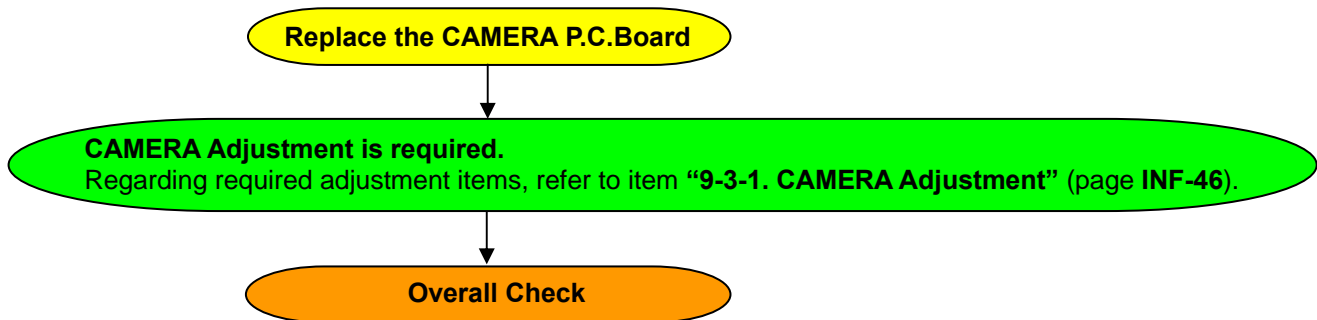 Replace the CAMERA P.C.Board
CAMERA Adjustment is required.
Regarding required adjustment items, refer to item “9-3-1. CAMERA Adjustment” (page INF-46).
Overall Check